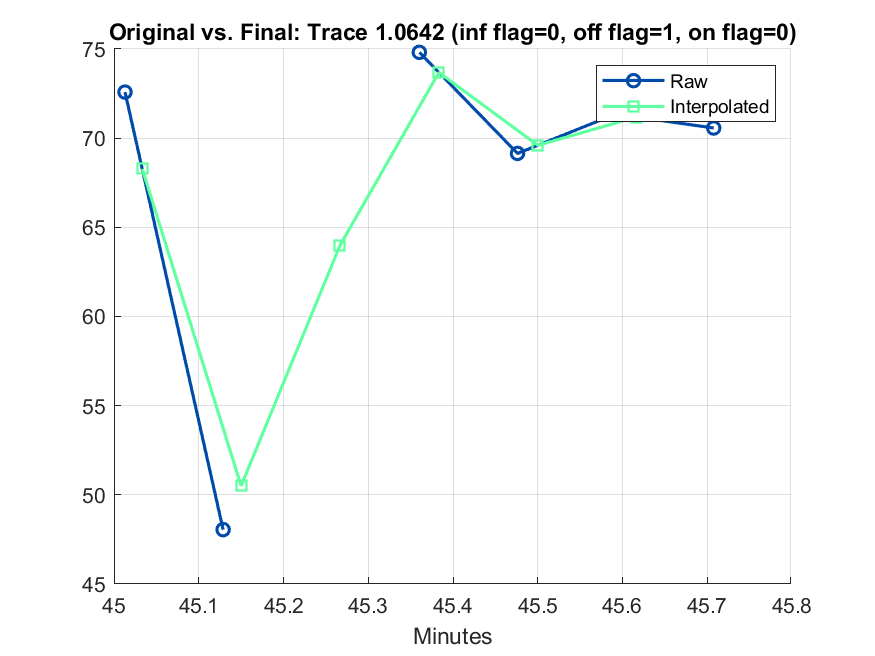 Original vs. Final: Trace 1.0642 (inf flag=0, off flag=1, on flag=0)
75
70
65
60
55
50
45
Raw
Interpolated
45 45.1 45.2 45.3 45.4 45.5 45.6 45.7 45.8
Minutes